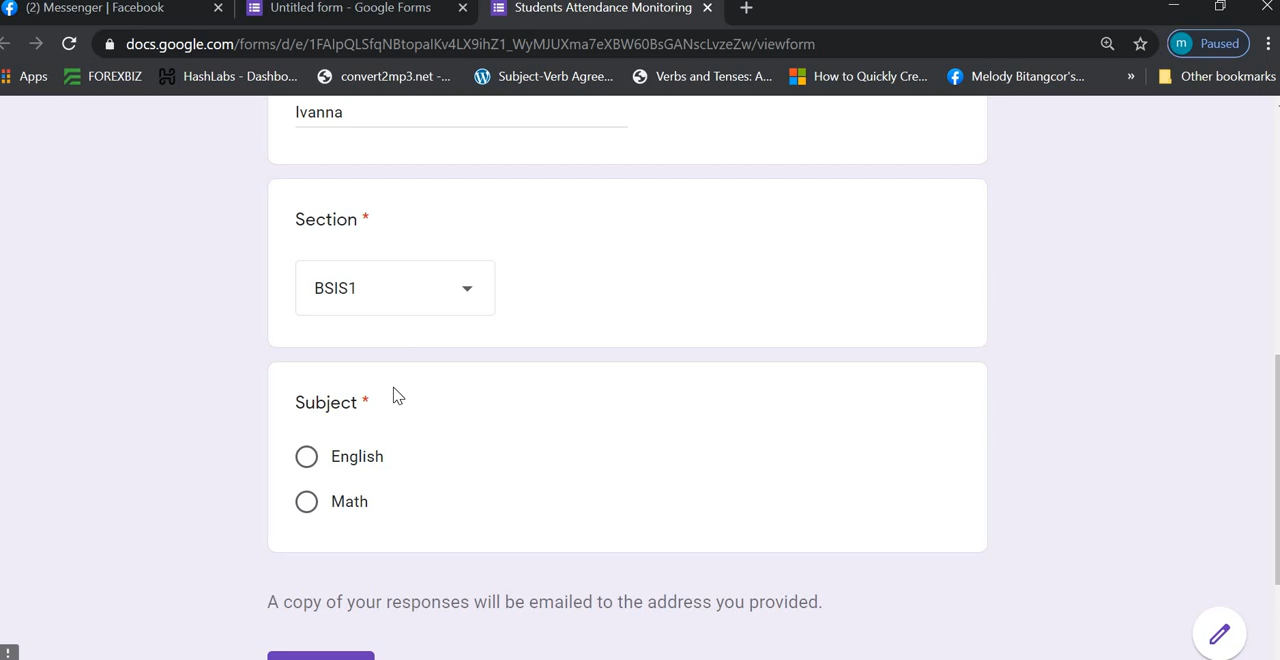 (2) Messenger | Facebook
Untitled form - Google Forms
Students Attendance Monitoring
docs.google.com/forms/d/e/1FAIpQLSfqNBtopaIKv4LX9ihZ1_WyMJUXma7eXBW60BsGANscLvzeZw/viewform
m Paused
Apps
FOREXBIZ
HashLabs - Dashbo...
convert2mp3.net -...
Subject-Verb Agree...
Verbs and Tenses: A...
How to Quickly Cre...
Melody Bitangcor's...
»
Other bookmarks
Ivanna
Section *
BSIS1
Subject *
English
Math
A copy of your responses will be emailed to the address you provided.